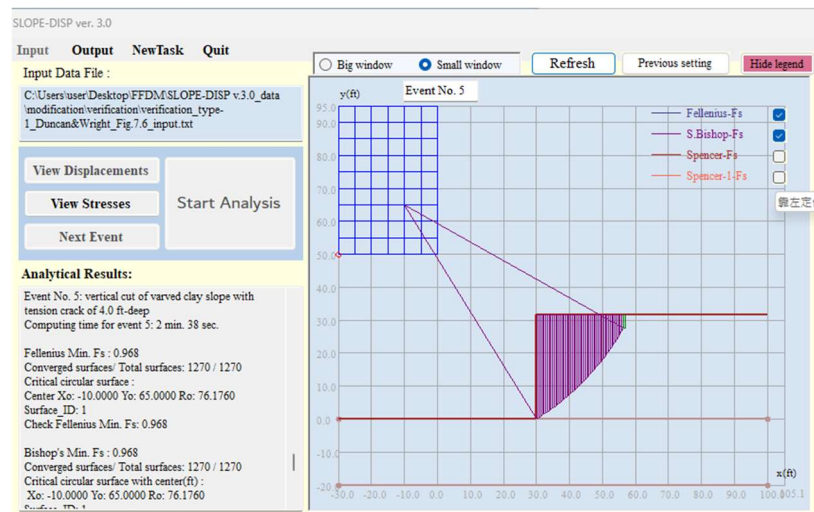 SLOPE-DISP ver. 3.0
Input Output NewTask Quit
Input Data File :
C:\Users\user\Desktop\FFDM\SLOPE-DISP v.3.0_data
\modification\verification\verification_type-
1_Duncan&Wright_Fig.7.6_input.txt
View Displacements
View Stresses
Next Event
Start Analysis
Analytical Results:
Event No. 5: vertical cut of varved clay slope with
tension crack of 4.0 ft-deep
Computing time for event 5: 2 min. 38 sec.
Fellenius Min. Fs : 0.968
Converged surfaces/ Total surfaces: 1270 / 1270
Critical circular surface :
Center Xo: -10.0000 Yo: 65.0000 Ro: 76.1760
Surface_ID: 1
Check Fellenius Min. Fs: 0.968
Bishop's Min. Fs : 0.968
Converged surfaces/ Total surfaces: 1270 / 1270
Critical circular surface with center(ft) :
Xo: -10.0000 Yo: 65.0000 Ro: 76.1760
Surface_ID: 1
Big window Small window Refresh Previous setting Hide legend
y(ft) Event No. 5
95.0
90.0
80.0
70.0
60.0
50.0
40.0
30.0
20.0
10.0
0.0
-10.0
-20.0
Fellenius-Fs
S.Bishop-Fs
Spencer-Fs
Spencer-1-Fs
靠左定
x(ft)
-30.0 -20.0 -10.0 0.0 10.0 20.0 30.0 40.0 50.0 60.0 70.0 80.0 90.0 100.0 105.1